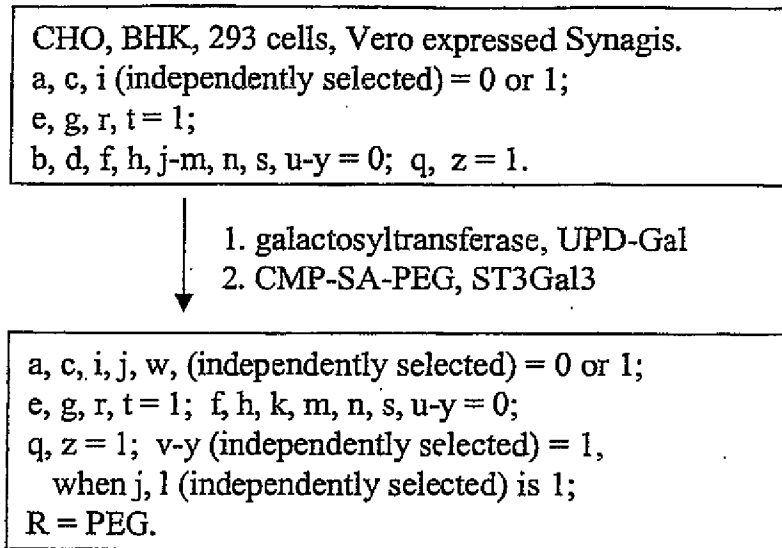 CHO, BHK, 293 cells, Vero expressed Synagis.
a, c, i (independently selected) = 0 or 1;
e, g, r, t = 1;
b, d, f, h, j-m, n, s, u-y = 0; q, z = 1.
1. galactosyltransferase, UPD-Gal
2. CMP-SA-PEG, ST3Gal3
a, c, i, j, w, (independently selected) = 0 or 1;
e, g, r, t = 1; f, h, k, m, n, s, u-y = 0;
q, z = 1; v-y (independently selected) = 1,
when j, l (independently selected) is 1;
R = PEG.